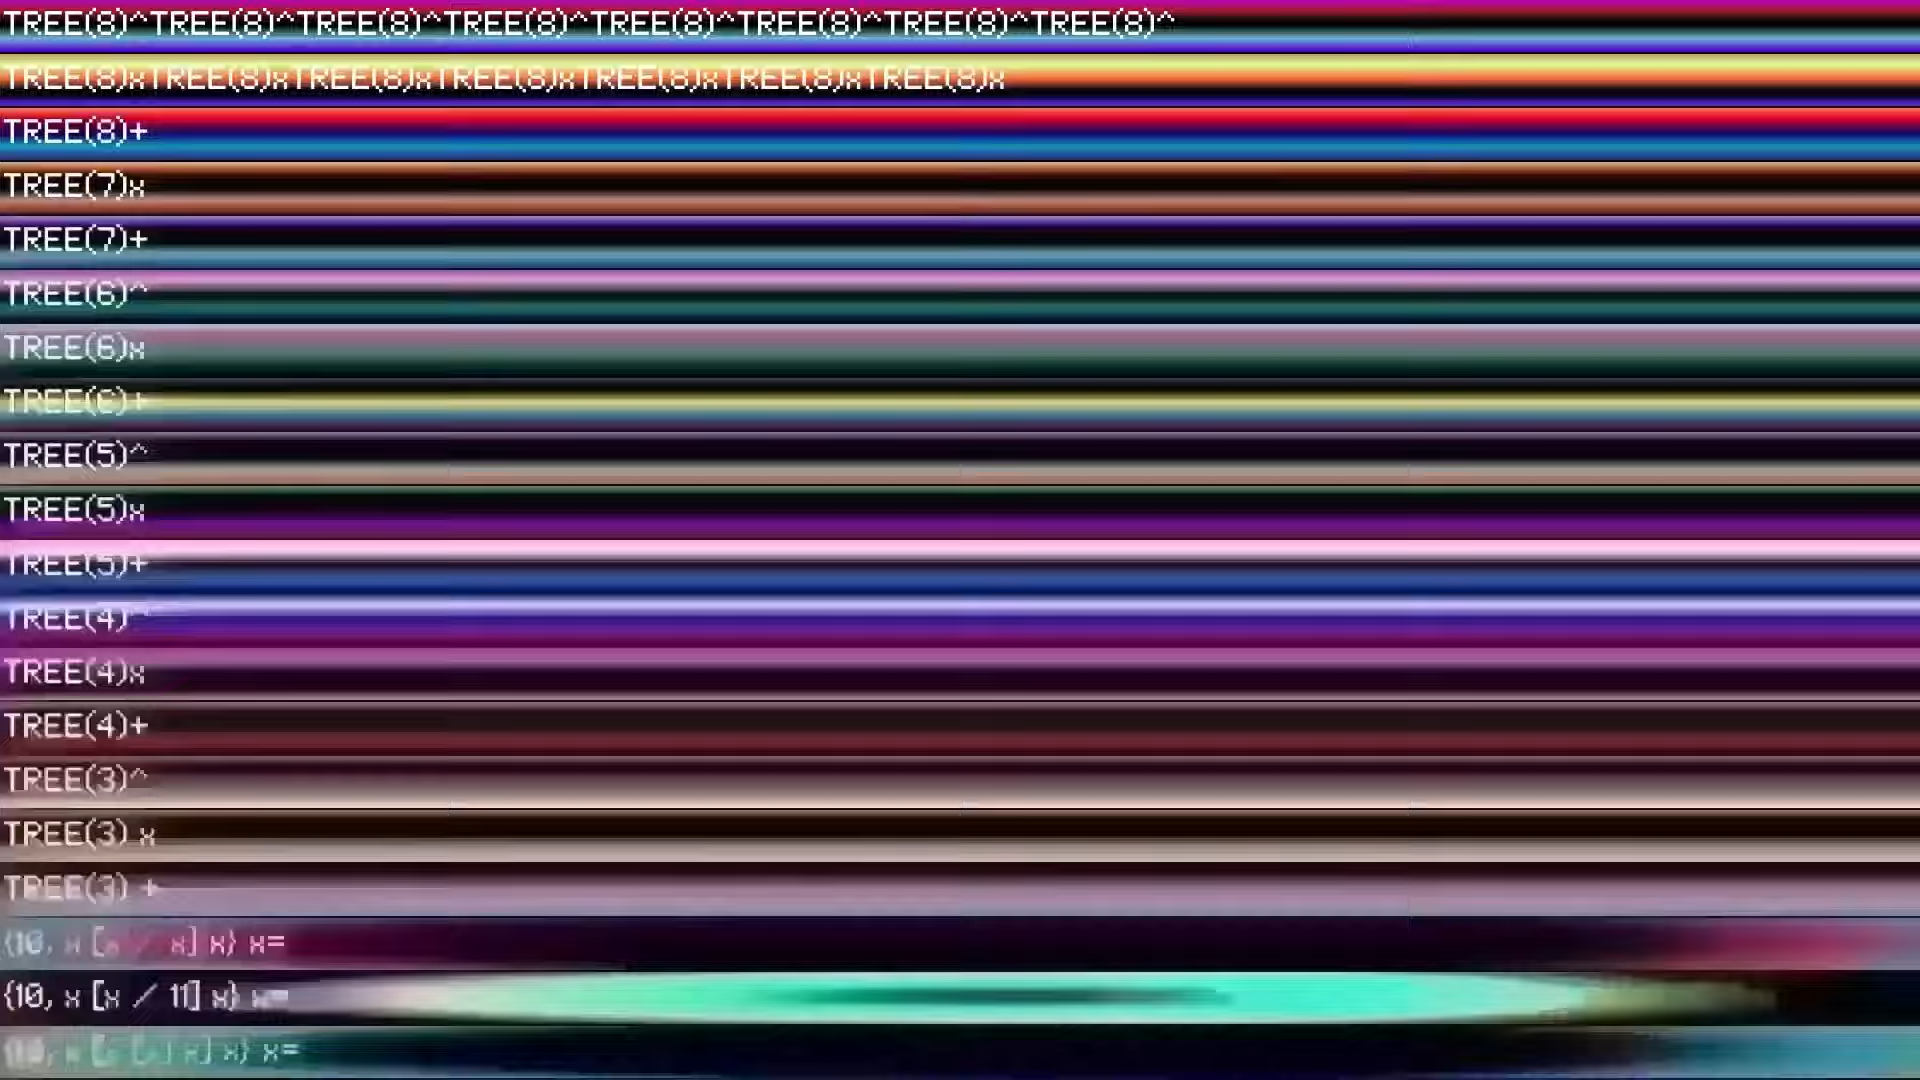 TREE(8)^TREE(8)^TREE(8)^TREE(8)^TREE(8)^TREE(8)^TREE(8)^TREE(8)^
TREE(8)xTREE(8)xTREE(8)xTREE(8)xTREE(8)xTREE(8)xTREE(8)x
TREE(8)+
TREE(7)x
TREE(7)+
TREE(6)^
TREE(6)x
TREE(6)+
TREE(5)^
TREE(5)x
TREE(5)+
TREE(4)^
TREE(4)x
TREE(4)+
TREE(3)^
TREE(3) x
TREE(3) +
{10, x [x / x] x} x=
{10, x [x / 11] x} x=
{10, x x] x} x=